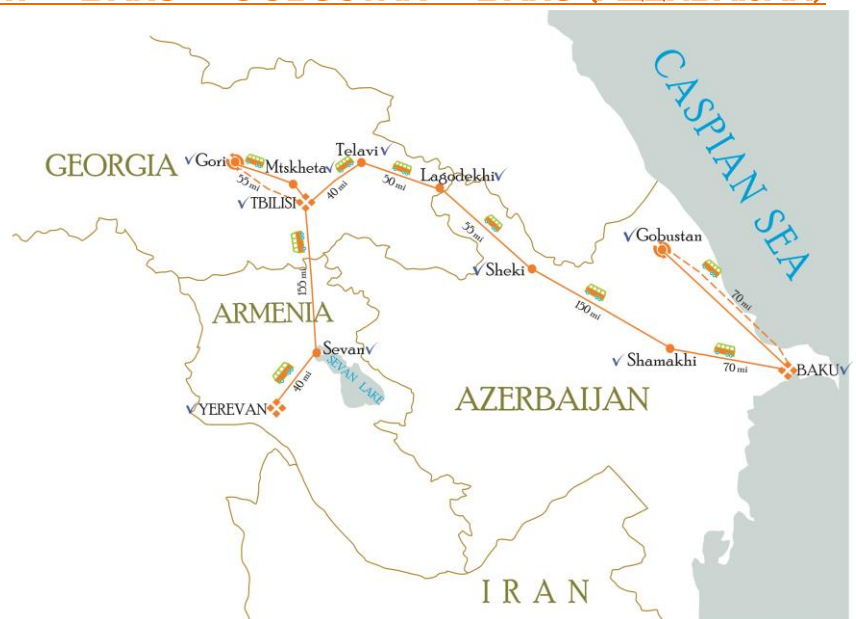 CASPIAN SEA
GEORGIA
Gori
Mtskheta
Telavi
Lagodekhi
TBILISI
55 mi
40 mi
50 mi
55 mi
Sheki
Gobustan
70 mi
155 mi
150 mi
ARMENIA
Sevan
SEVAN LAKE
40 mi
YEREVAN
Shamakhi
70 mi
BAKU
AZERBAIJAN
IRAN